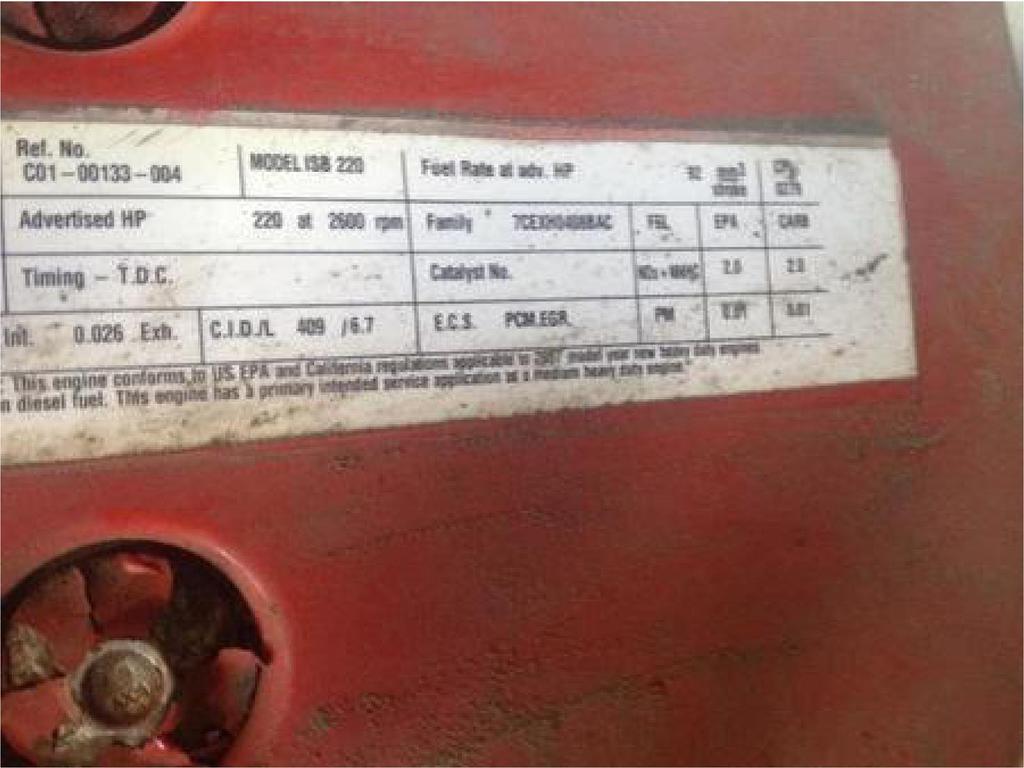 Ref. No.
C01-00133-004
MODEL ISB 220
Fuel Rate at adv. HP
mm3
stroke
Advertised HP 220 at 2600 rpm
Family
FEL EPA CARB
Timing - T.D.C.
Catalyst No.
2.0
Int. 0.026 Exh.
C.I.D./L 409 /6.7
E.C.S. PCM.EGR.
PM 0.01 0.01
: This engine conforms to US EPA and California regulations applicable to 2007 model year new heavy duty engines
n diesel fuel. This engine has a primary intended service application as a medium heavy duty engine."